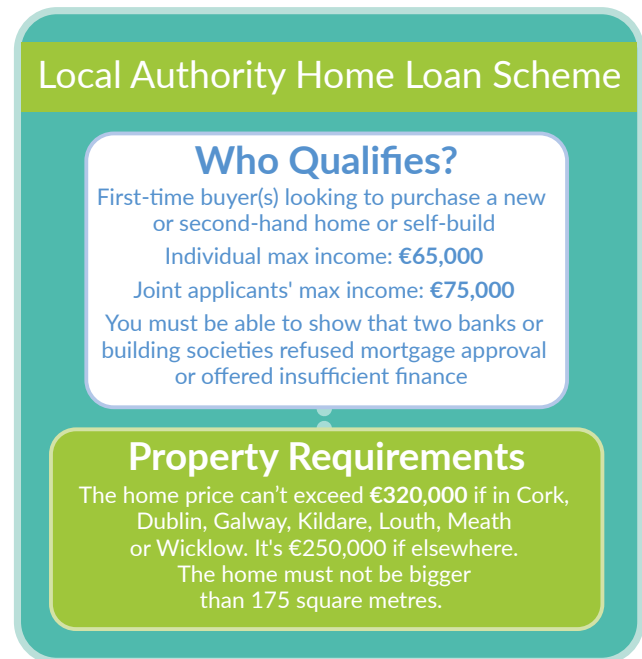 Local Authority Home Loan Scheme
Who Qualifies?
First-time buyer(s) looking to purchase a new
or second-hand home or self-build
Individual max income: €65,000
Joint applicants' max income: €75,000
You must be able to show that two banks or
building societies refused mortgage approval
or offered insufficient finance
Property Requirements
The home price can’t exceed €320,000 if in Cork,
Dublin, Galway, Kildare, Louth, Meath
or Wicklow. It's €250,000 if elsewhere.
The home must not be bigger
than 175 square metres.